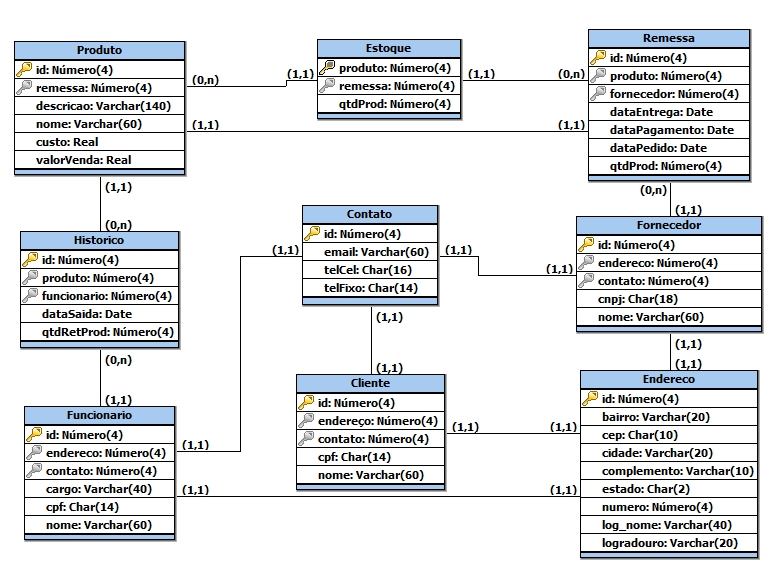 Produto
id: Número(4)
remessa: Número(4)
descricao: Varchar(140)
nome: Varchar(60)
custo: Real
valorVenda: Real
(0,n)
(1,1)
Estoque
produto: Número(4)
remessa: Número(4)
qtdProd: Número(4)
(1,1)
(0,n)
Remessa
id: Número(4)
produto: Número(4)
fornecedor: Número(4)
dataEntrega: Date
dataPagamento: Date
dataPedido: Date
qtdProd: Número(4)
(1,1)
(1,1)
(1,1)
(0,n)
(0,n)
(1,1)
Historico
id: Número(4)
produto: Número(4)
funcionario: Número(4)
dataSaida: Date
qtdRetProd: Número(4)
(0,n)
(1,1)
Contato
id: Número(4)
email: Varchar(60)
telCel: Char(16)
telFixo: Char(14)
(1,1)
(1,1)
(1,1)
Fornecedor
id: Número(4)
endereco: Número(4)
contato: Número(4)
cnpj: Char(18)
nome: Varchar(60)
(1,1)
(1,1)
(1,1)
(1,1)
Funcionario
id: Número(4)
endereco: Número(4)
contato: Número(4)
cargo: Varchar(40)
cpf: Char(14)
nome: Varchar(60)
(1,1)
(1,1)
Cliente
id: Número(4)
endereço: Número(4)
contato: Número(4)
cpf: Char(14)
nome: Varchar(60)
(1,1)
(1,1)
(1,1)
Endereco
id: Número(4)
bairro: Varchar(20)
cep: Char(10)
cidade: Varchar(20)
complemento: Varchar(10)
estado: Char(2)
numero: Número(4)
log_nome: Varchar(40)
logradouro: Varchar(20)